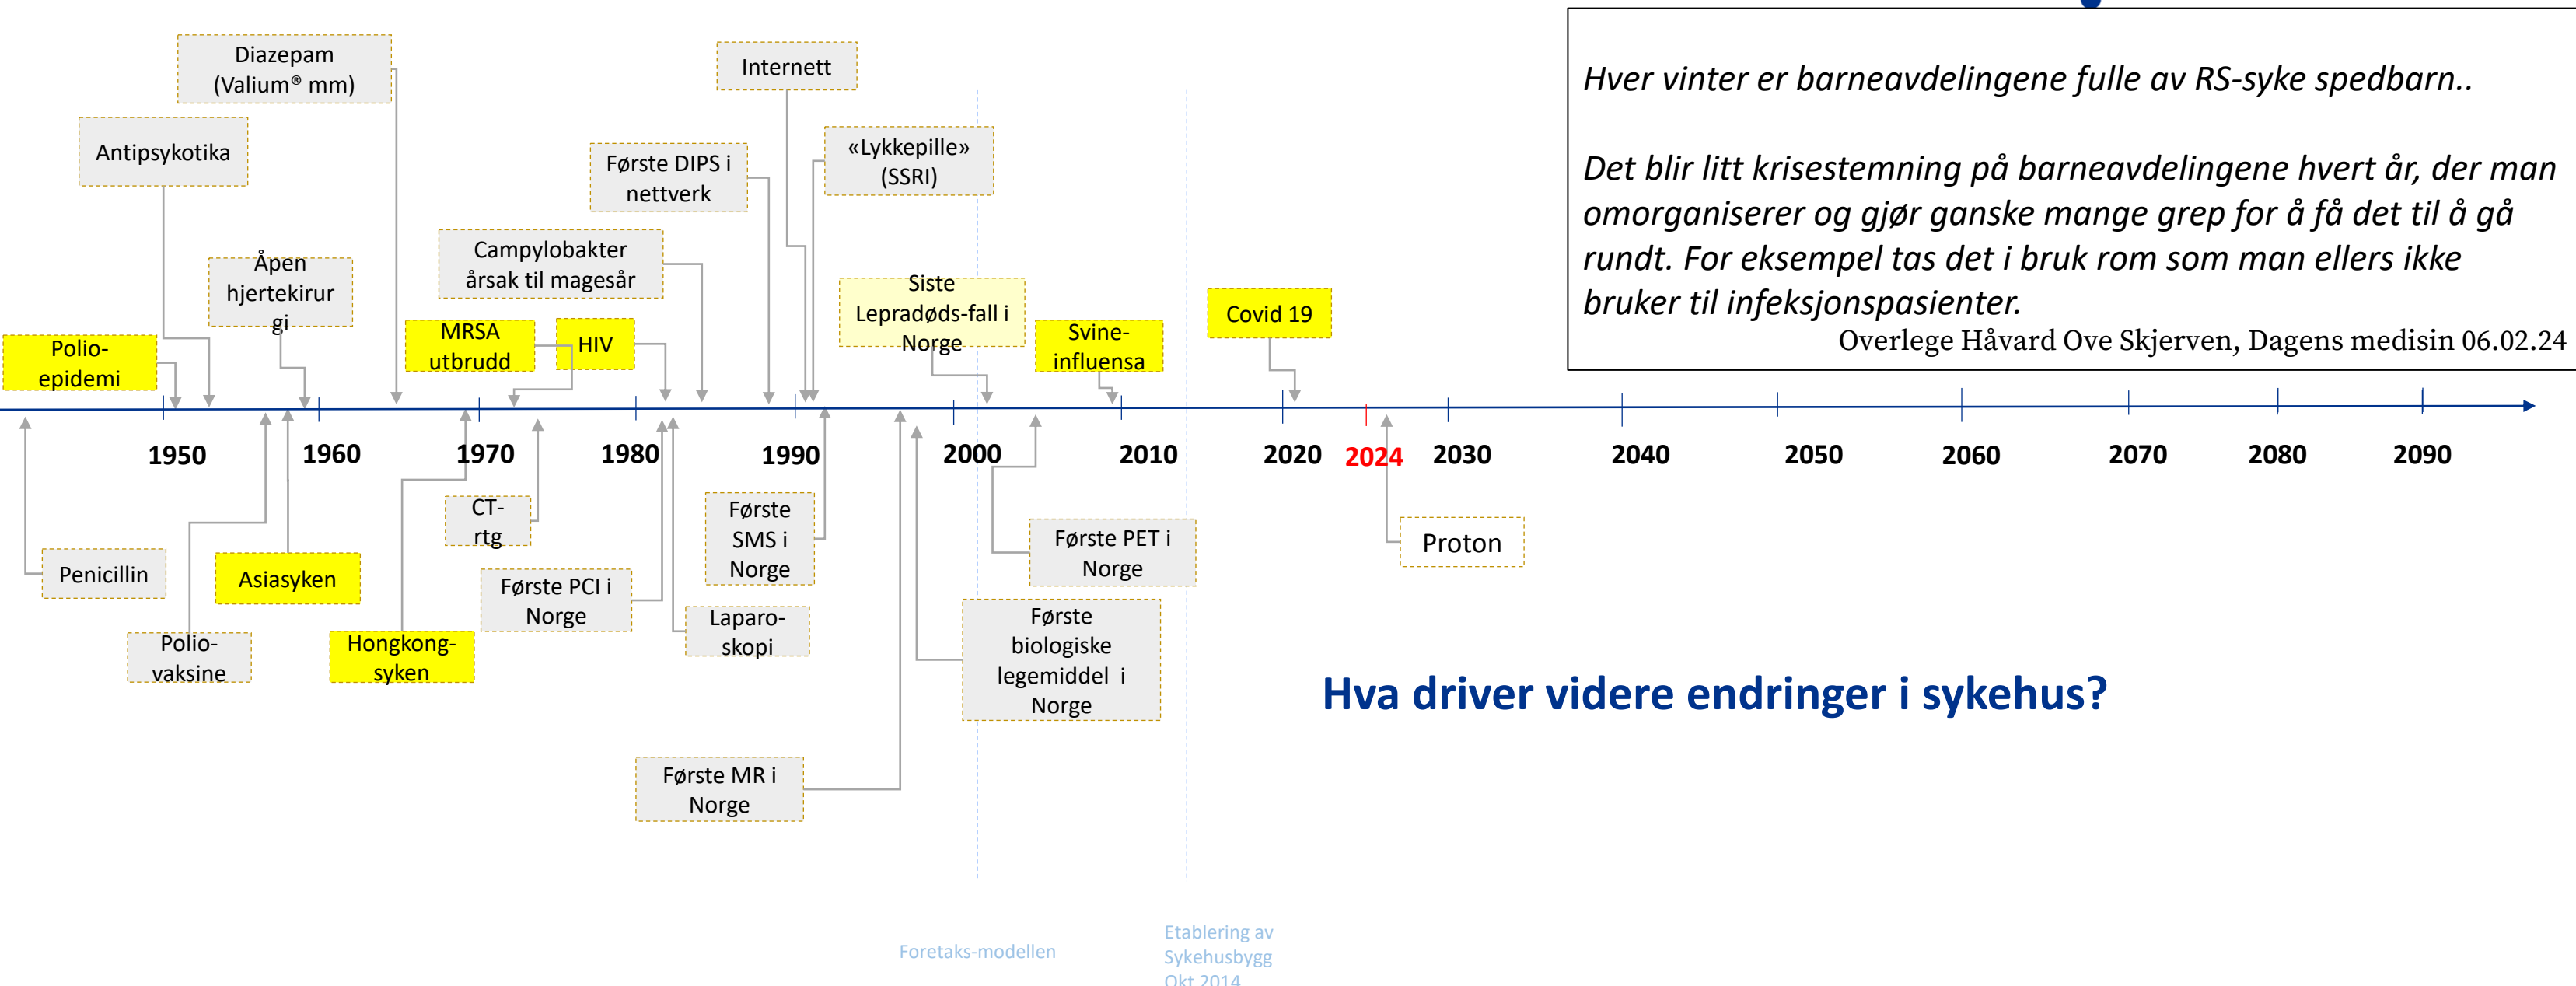 Diazepam
(Valium® mm)
Internett
Antipsykotika
Første DIPS i
nettverk
«Lykkepille»
(SSRI)
Åpen
hjertekirur
gi
Campylobakter
årsak til magesår
Polio-
epidemi
MRSA
utbrudd
HIV
Siste
Lepradøds-fall i
Norge
Svine-
influensa
Covid 19
Hver vinter er barneavdelingene fulle av RS-syke spedbarn..
Det blir litt krisestemning på barneavdelingene hvert år, der man
omorganiserer og gjør ganske mange grep for å få det til å gå
rundt. For eksempel tas det i bruk rom som man ellers ikke
bruker til infeksjonspasienter.
Overlege Håvard Ove Skjerven, Dagens medisin 06.02.24
1950 1960 1970 1980 1990 2000 2010 2020 2024 2030 2040 2050 2060 2070 2080 2090
Penicillin
Polio-
vaksine
Asiasyken
Hongkong-
syken
CT-
rtg
Første PCI i
Norge
Første
SMS i
Norge
Laparo-
skopi
Første MR i
Norge
Første PET i
Norge
Første
biologiske
legemiddel i
Norge
Proton
Hva driver videre endringer i sykehus?
Foretaks-modellen
Etablering av
Sykehusbygg
Okt 2014